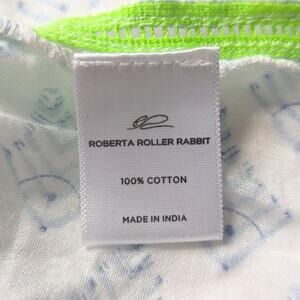 ROBERTA ROLLER RABBIT
100% COTTON
MADE IN INDIA